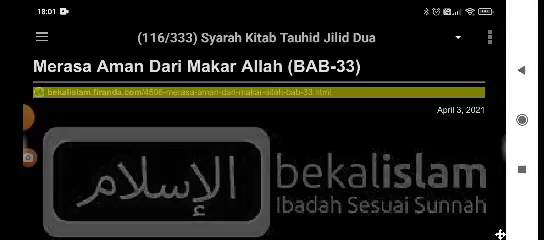 18:01
(116/333) Syarah Kitab Tauhid Jilid Dua
Merasa Aman Dari Makar Allah (BAB-33)
bekalislam.firanda.com/4506-merasa-aman-dari-makar-allah-bab-33.html
April 3, 2021
الإسلام
bekalislam
Ibadah Sesuai Sunnah